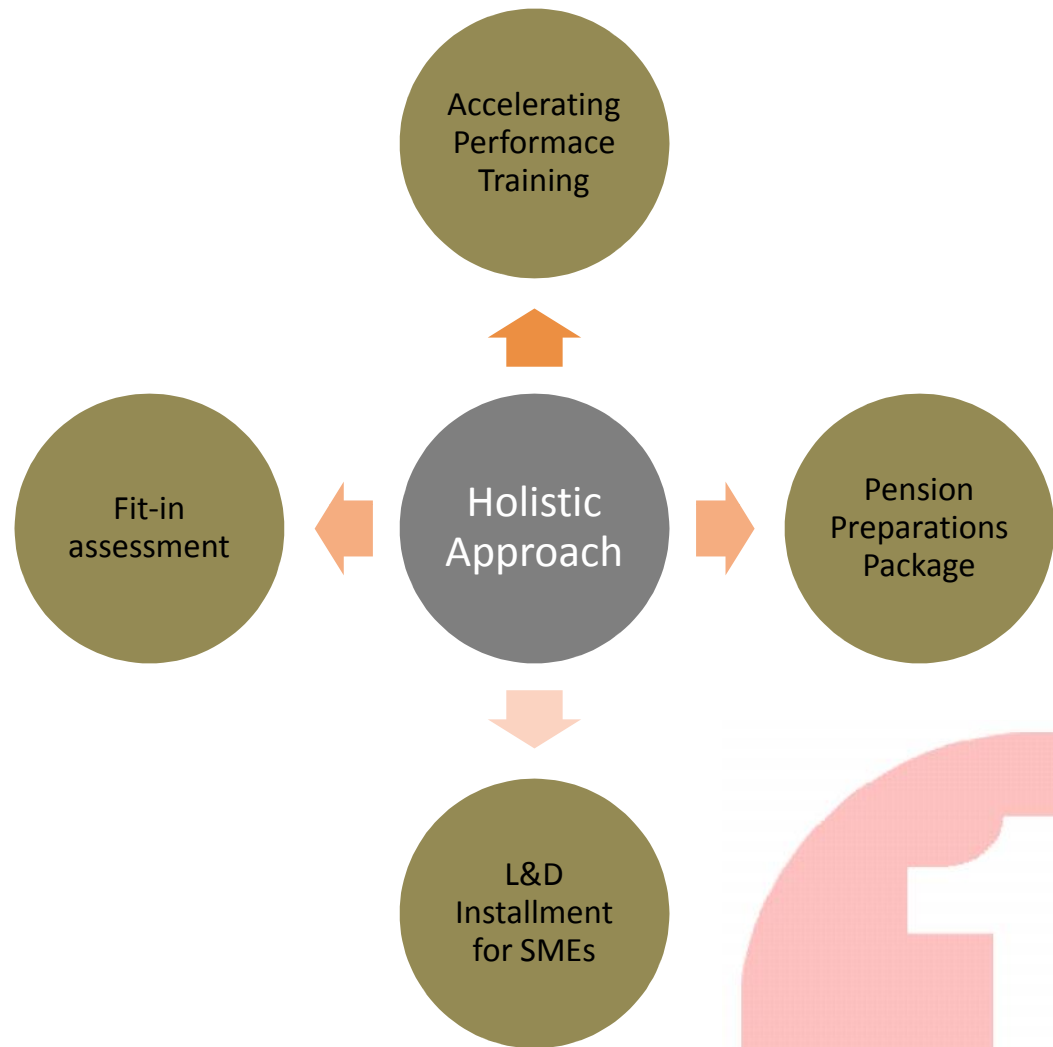 Accelerating
Performace
Training
Fit-in
assessment
Holistic
Approach
Pension
Preparations
Package
L&D
Installment
for SMEs